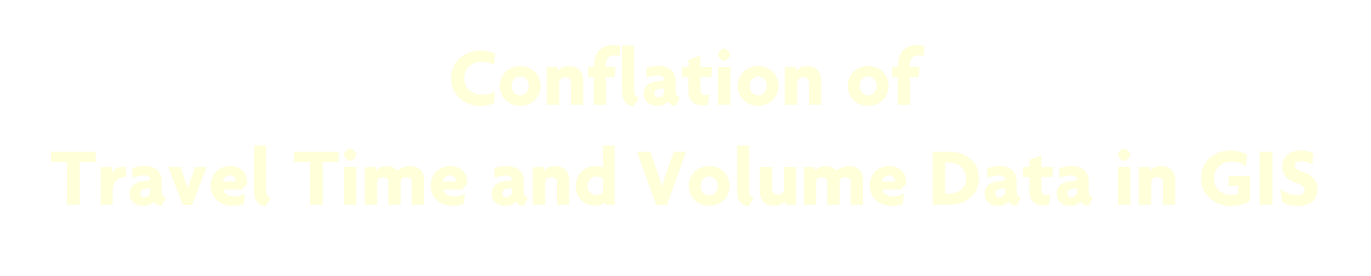 Conflation of
Travel Time and Volume Data in GIS